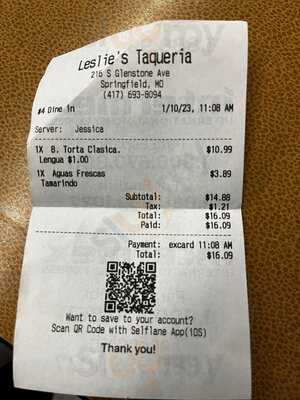 Leslie's Taqueria
216 S Glenstone Ave
Springfield, MO
(417) 693-8094
#4 Dine in 1/10/23, 11:08 AM
Server: Jessica
1X B. Torta Clasica. $10.99
Lengua $1.00
1X Aguas Frescas $3.89
Tamarindo
Subtotal: $14.88
Tax: $1.21
Total: $16.09
Paid: $16.09
Payment: excard 11:08 AM
Total: $16.09
Want to save to your account?
Scan QR Code with Selflane App(IOS)
Thank you!